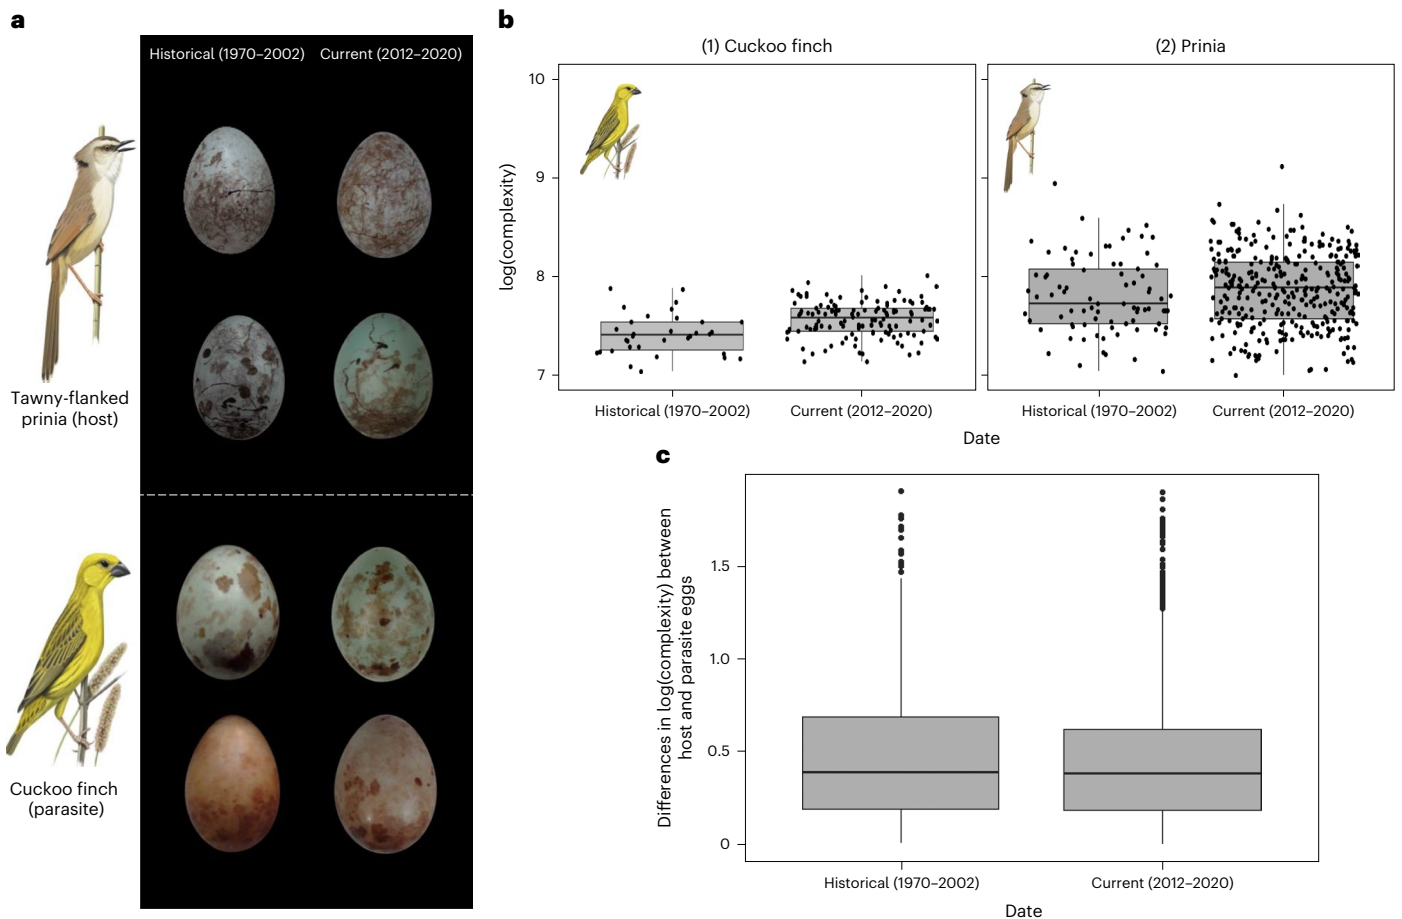 a
Historical (1970–2002) Current (2012–2020)
Tawny-flanked
prinia (host)
Cuckoo finch
(parasite)
b
(1) Cuckoo finch
(2) Prinia
log(complexity)
10
9
8
7
Historical (1970–2002)
Current (2012–2020)
Historical (1970–2002)
Current (2012–2020)
Date
c
Differences in log(complexity) between
host and parasite eggs
1.5
1.0
0.5
0
Historical (1970–2002)
Current (2012–2020)
Date